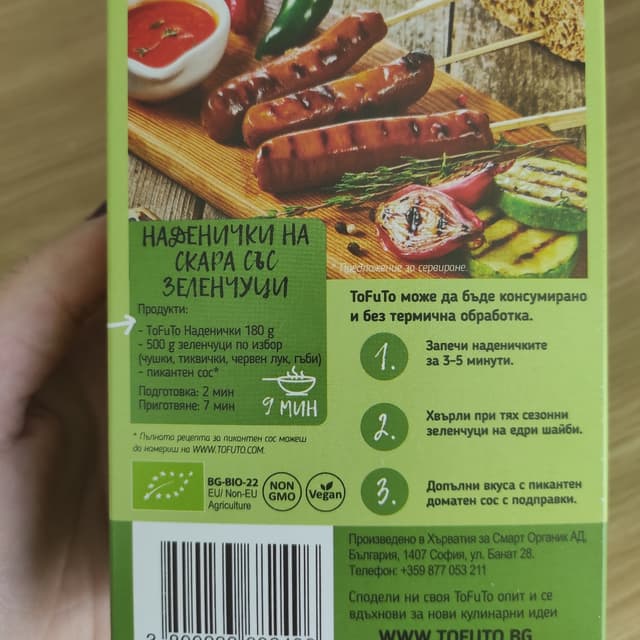 НАДЕНИЧКИ НА
СКАРА СЪС
ЗЕЛЕНЧУЦИ
Продукти:
- ToFuTo Наденички 180 g
- 500 g зеленчуци по избор
(чушки, тиквички, червен лук, гъби)
- пикантен сос*
Подготовка: 2 мин
Приготвяне: 7 мин
9 МИН
* Пълната рецепта за пикантен сос можеш
да намериш на WWW.TOFUTO.COM.
* Предложение за сервиране.
ToFuTo може да бъде консумирано
и без термична обработка.
1. Запечи наденичките
за 3-5 минути.
2. Хвърли при тях сезонни
зеленчуци на едри шайби.
3. Допълни вкуса с пикантен
доматен сос с подправки.
BG-BIO-22
EU/ Non-EU
Agriculture
NON
GMO
Vegan
Произведено в Хърватия за Смарт Органик АД,
България, 1407 София, ул. Банат 28.
Телефон: +359 877 053 211
Сподели ни своя ToFuTo опит и се
вдъхнови за нови кулинарни идеи
WWW.TOFUTO.BG